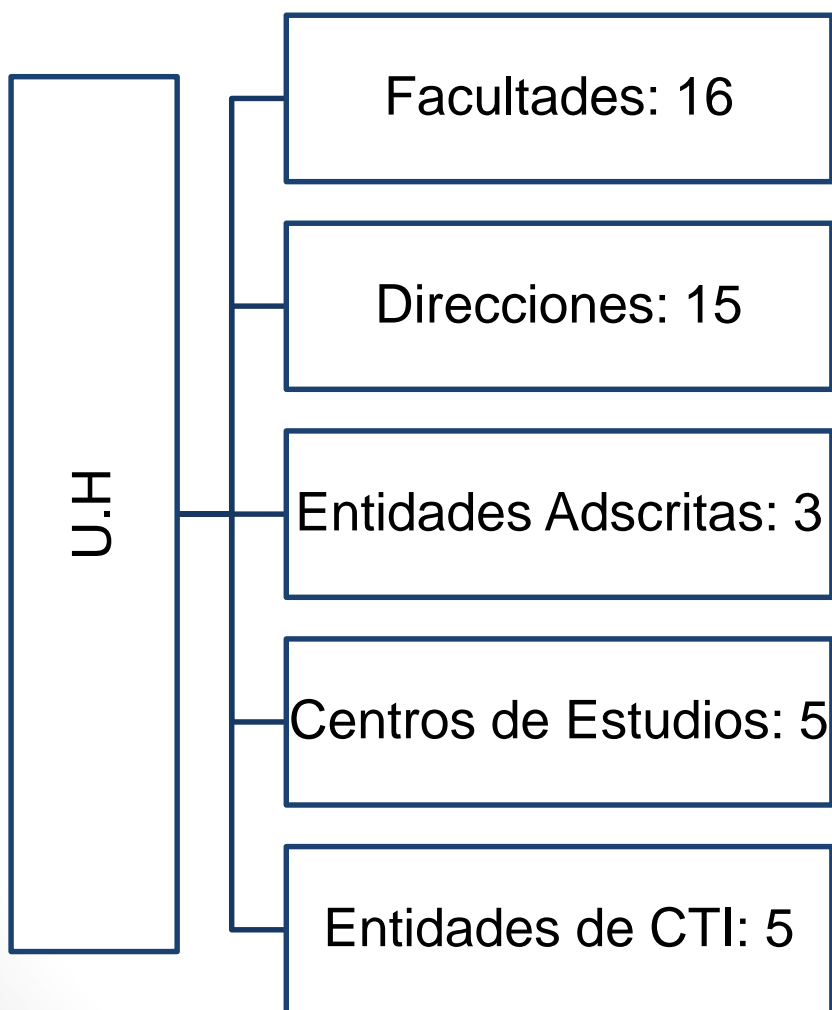 U.H
Facultades: 16
Direcciones: 15
Entidades Adscritas: 3
Centros de Estudios: 5
Entidades de CTI: 5